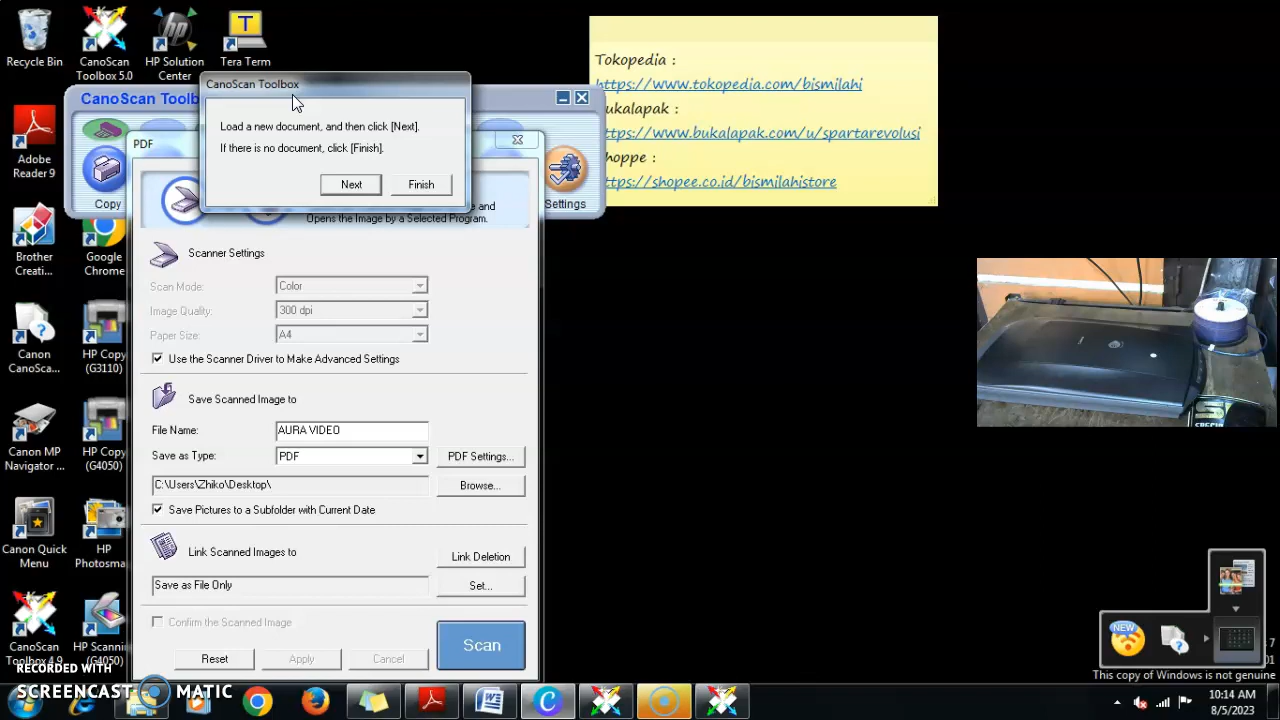 Recycle Bin
CanoScan
Toolbox 5.0
HP Solution
Center
Tera Term
Adobe
Reader 9
Brother
Creati...
Google
Chrome
Canon
CanoSca...
HP Copy
(G3110)
Canon MP
Navigator ...
HP Copy
(G4050)
Canon Quick
Menu
HP
Photosma
CanoScan
Toolbox 4.9
HP Scannin
(G4050)
CanoScan Toolb
Copy
Settings
CanoScan Toolbox
Load a new document, and then click [Next].
If there is no document, click [Finish].
Next
Finish
PDF
e and
Opens the Image by a Selected Program.
Scanner Settings
Scan Mode:
Color
Image Quality:
300 dpi
Paper Size:
A4
Use the Scanner Driver to Make Advanced Settings
Save Scanned Image to
File Name:
AURA VIDEO
Save as Type:
PDF
PDF Settings...
C:\Users\Zhiko\Desktop\
Browse...
Save Pictures to a Subfolder with Current Date
Link Scanned Images to
Link Deletion
Save as File Only
Set...
Confirm the Scanned Image
Scan
Reset
Apply
Cancel
Tokopedia :
https://www.tokopedia.com/bismilahi
Bukalapak :
https://www.bukalapak.com/u/spartarevolusi
Shoppe :
https://shopee.co.id/bismilahistore
NEW
7
01
This copy of Windows is not genuine
RECORDED WITH
SCREENCAST MATIC
10:14 AM
8/5/2023